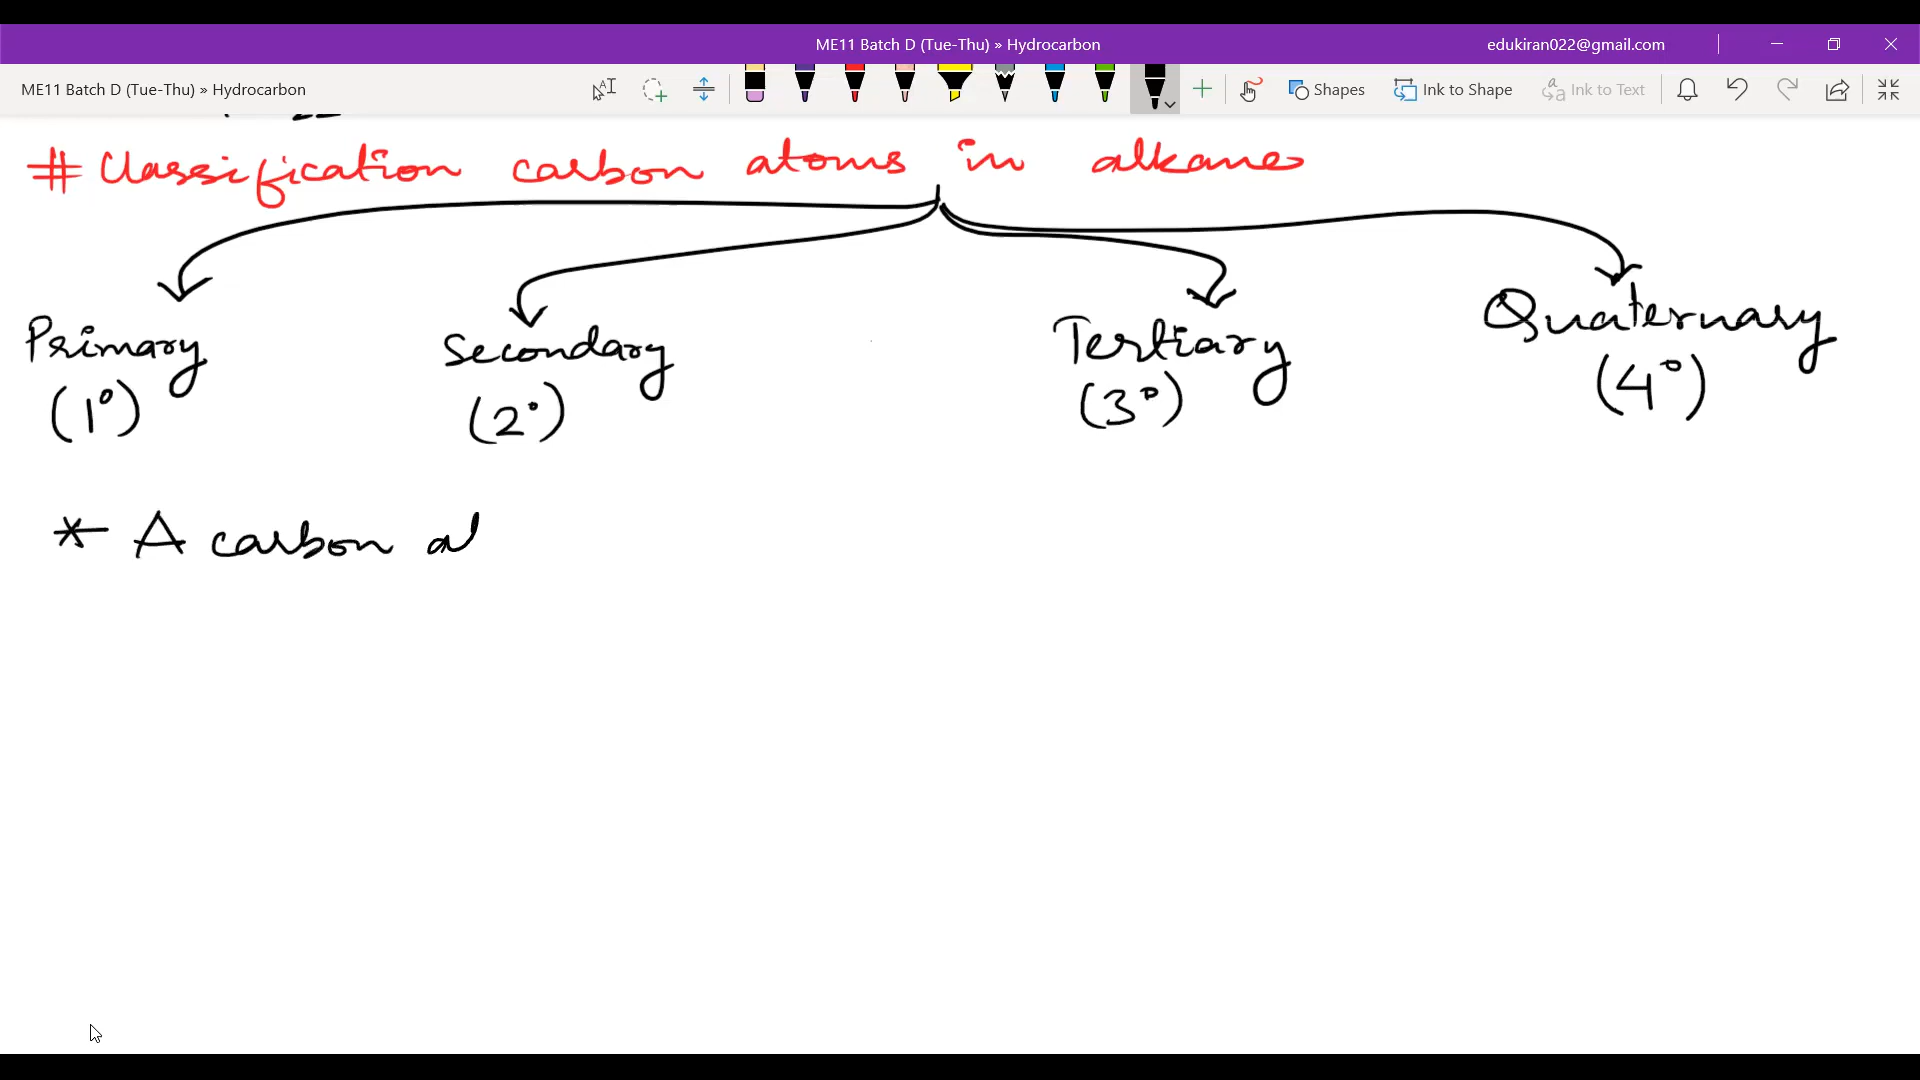 ME11 Batch D (Tue-Thu) » Hydrocarbon
edukiran022@gmail.com
ME11 Batch D (Tue-Thu) » Hydrocarbon
Shapes
Ink to Shape
Ink to Text
# Classification carbon atoms in alkane
Primary Secondary Tertiary Quaternary
(1°) (2°) (3°) (4°)
* A carbon at